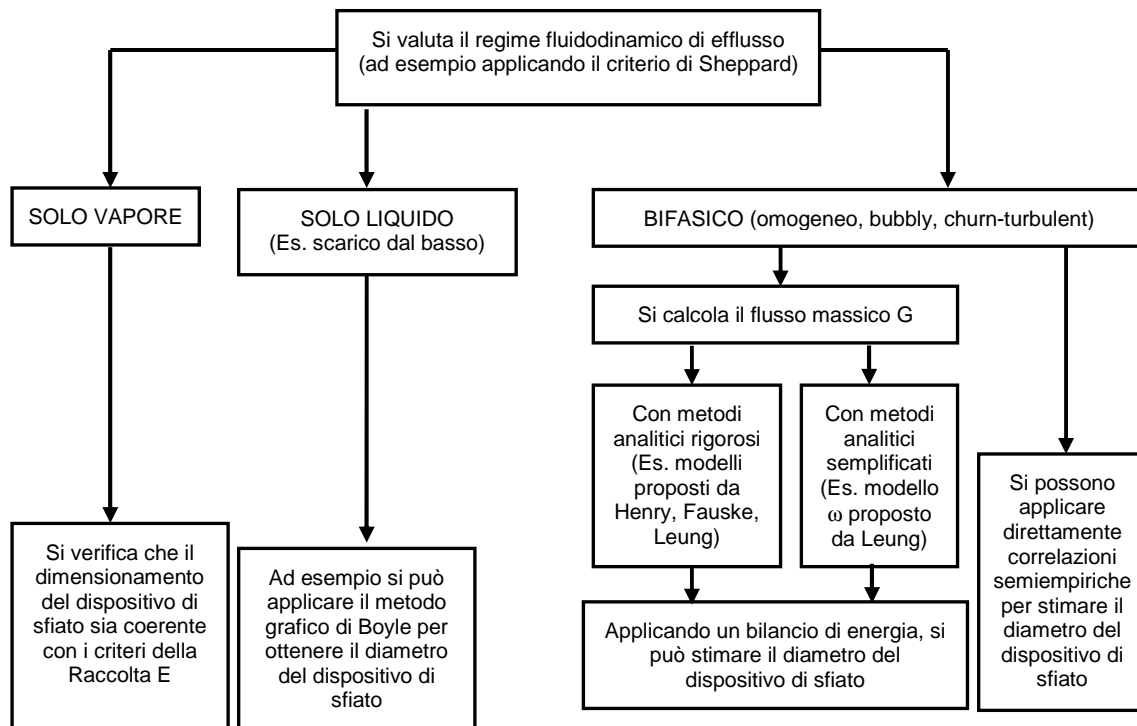 Si valuta il regime fluidodinamico di efflusso
(ad esempio applicando il criterio di Sheppard)
SOLO VAPORE
SOLO LIQUIDO
(Es. scarico dal basso)
BIFASICO (omogeneo, bubbly, churn-turbulent)
Si calcola il flusso massico G
Con metodi
analitici rigorosi
(Es. modelli
proposti da
Henry, Fauske,
Leung)
Con metodi
analitici
semplificati
(Es. modello
ω proposto
da Leung)
Si possono
applicare
direttamente
correlazioni
semiempiriche
per stimare il
diametro del
dispositivo di
sfiato
Si verifica che il
dimensionamento
del dispositivo di
sfiato sia coerente
con i criteri della
Raccolta E
Ad esempio si può
applicare il metodo
grafico di Boyle per
ottenere il diametro
del dispositivo di
sfiato
Applicando un bilancio di energia, si
può stimare il diametro del
dispositivo di sfiato